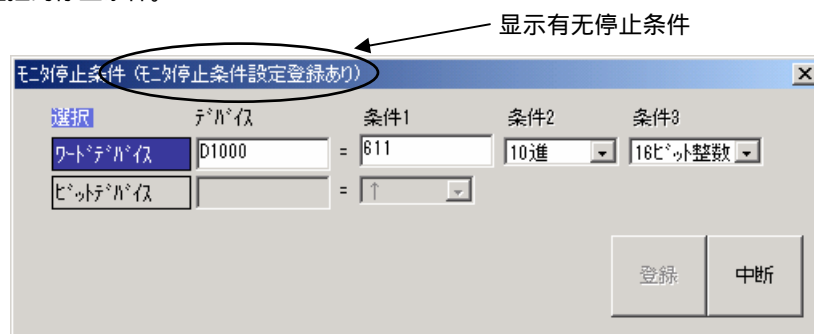 显示有无停止条件
ﾓﾆﾀ停止条件 (ﾓﾆﾀ停止条件設定登録あり)
選択 ﾃﾞﾊﾞｲｽ 条件1 条件2 条件3
ﾜｰﾄﾞﾃﾞﾊﾞｲｽ D1000 = 611 10進 16ﾋﾞｯﾄ整数
ﾋﾞｯﾄﾃﾞﾊﾞｲｽ = ↑
登録 中断